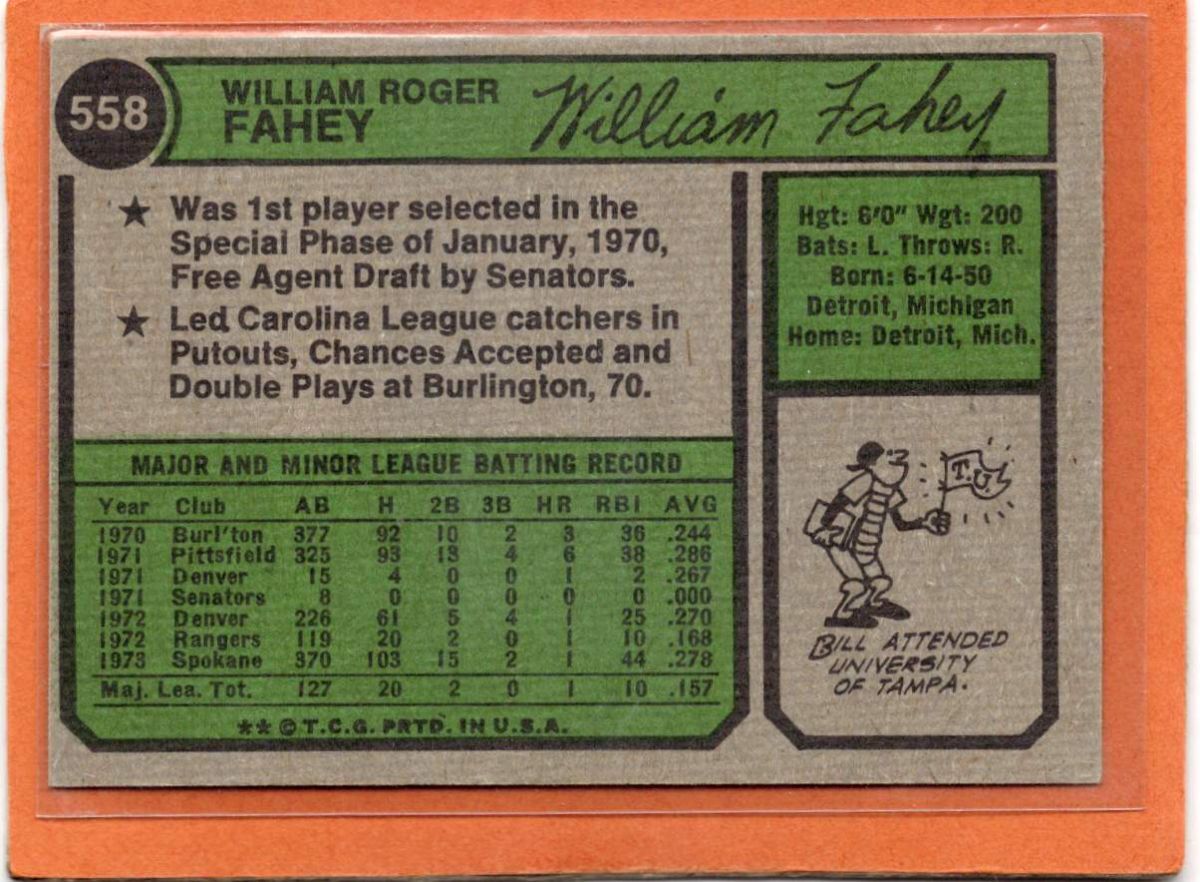 558
WILLIAM ROGER
FAHEY
William Fahey
★ Was 1st player selected in the
Special Phase of January, 1970,
Free Agent Draft by Senators.
★ Led Carolina League catchers in
Putouts, Chances Accepted and
Double Plays at Burlington, 70.
Hgt: 6'0" Wgt: 200
Bats: L. Throws: R.
Born: 6-14-50
Detroit, Michigan
Home: Detroit, Mich.
MAJOR AND MINOR LEAGUE BATTING RECORD
Year Club AB H 2B 3B HR RBI AVG
1970 Burl'ton 377 92 10 2 3 36 .244
1971 Pittsfield 325 93 13 4 6 38 .286
1971 Denver 15 4 0 0 1 2 .267
1971 Senators 8 0 0 0 0 0 .000
1972 Denver 226 61 5 4 1 25 .270
1972 Rangers 119 20 2 0 1 10 .168
1973 Spokane 370 103 15 2 1 44 .278
Maj. Lea. Tot. 127 20 2 0 1 10 .157
** © T.C.G. PRTD. IN U.S.A.
T.U.
BILL ATTENDED
UNIVERSITY
OF TAMPA.